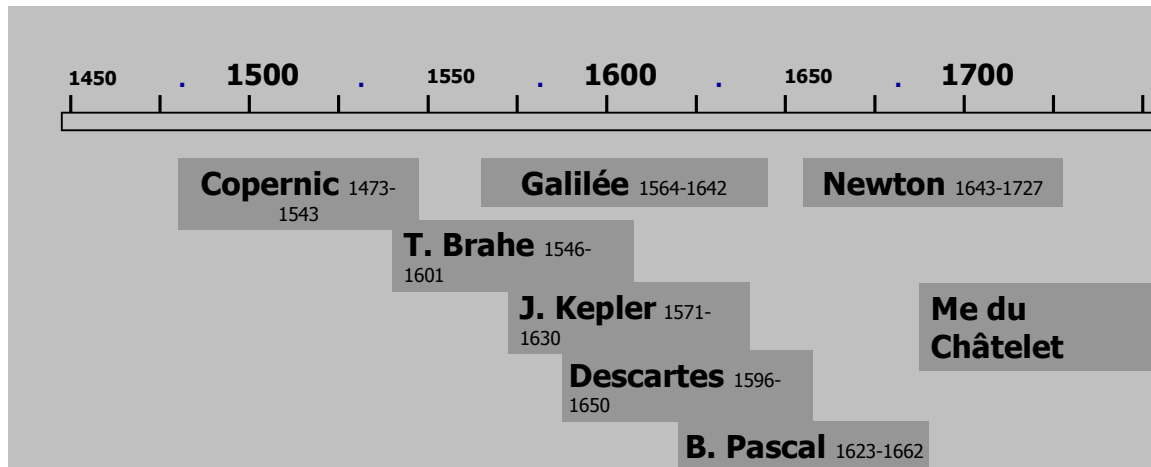 1450 . 1500 . 1550 . 1600 . 1650 . 1700
Copernic 1473-
1543
Galilée 1564-1642
Newton 1643-1727
T. Brahe 1546-
1601
J. Kepler 1571-
1630
Me du
Châtelet
Descartes 1596-
1650
B. Pascal 1623-1662